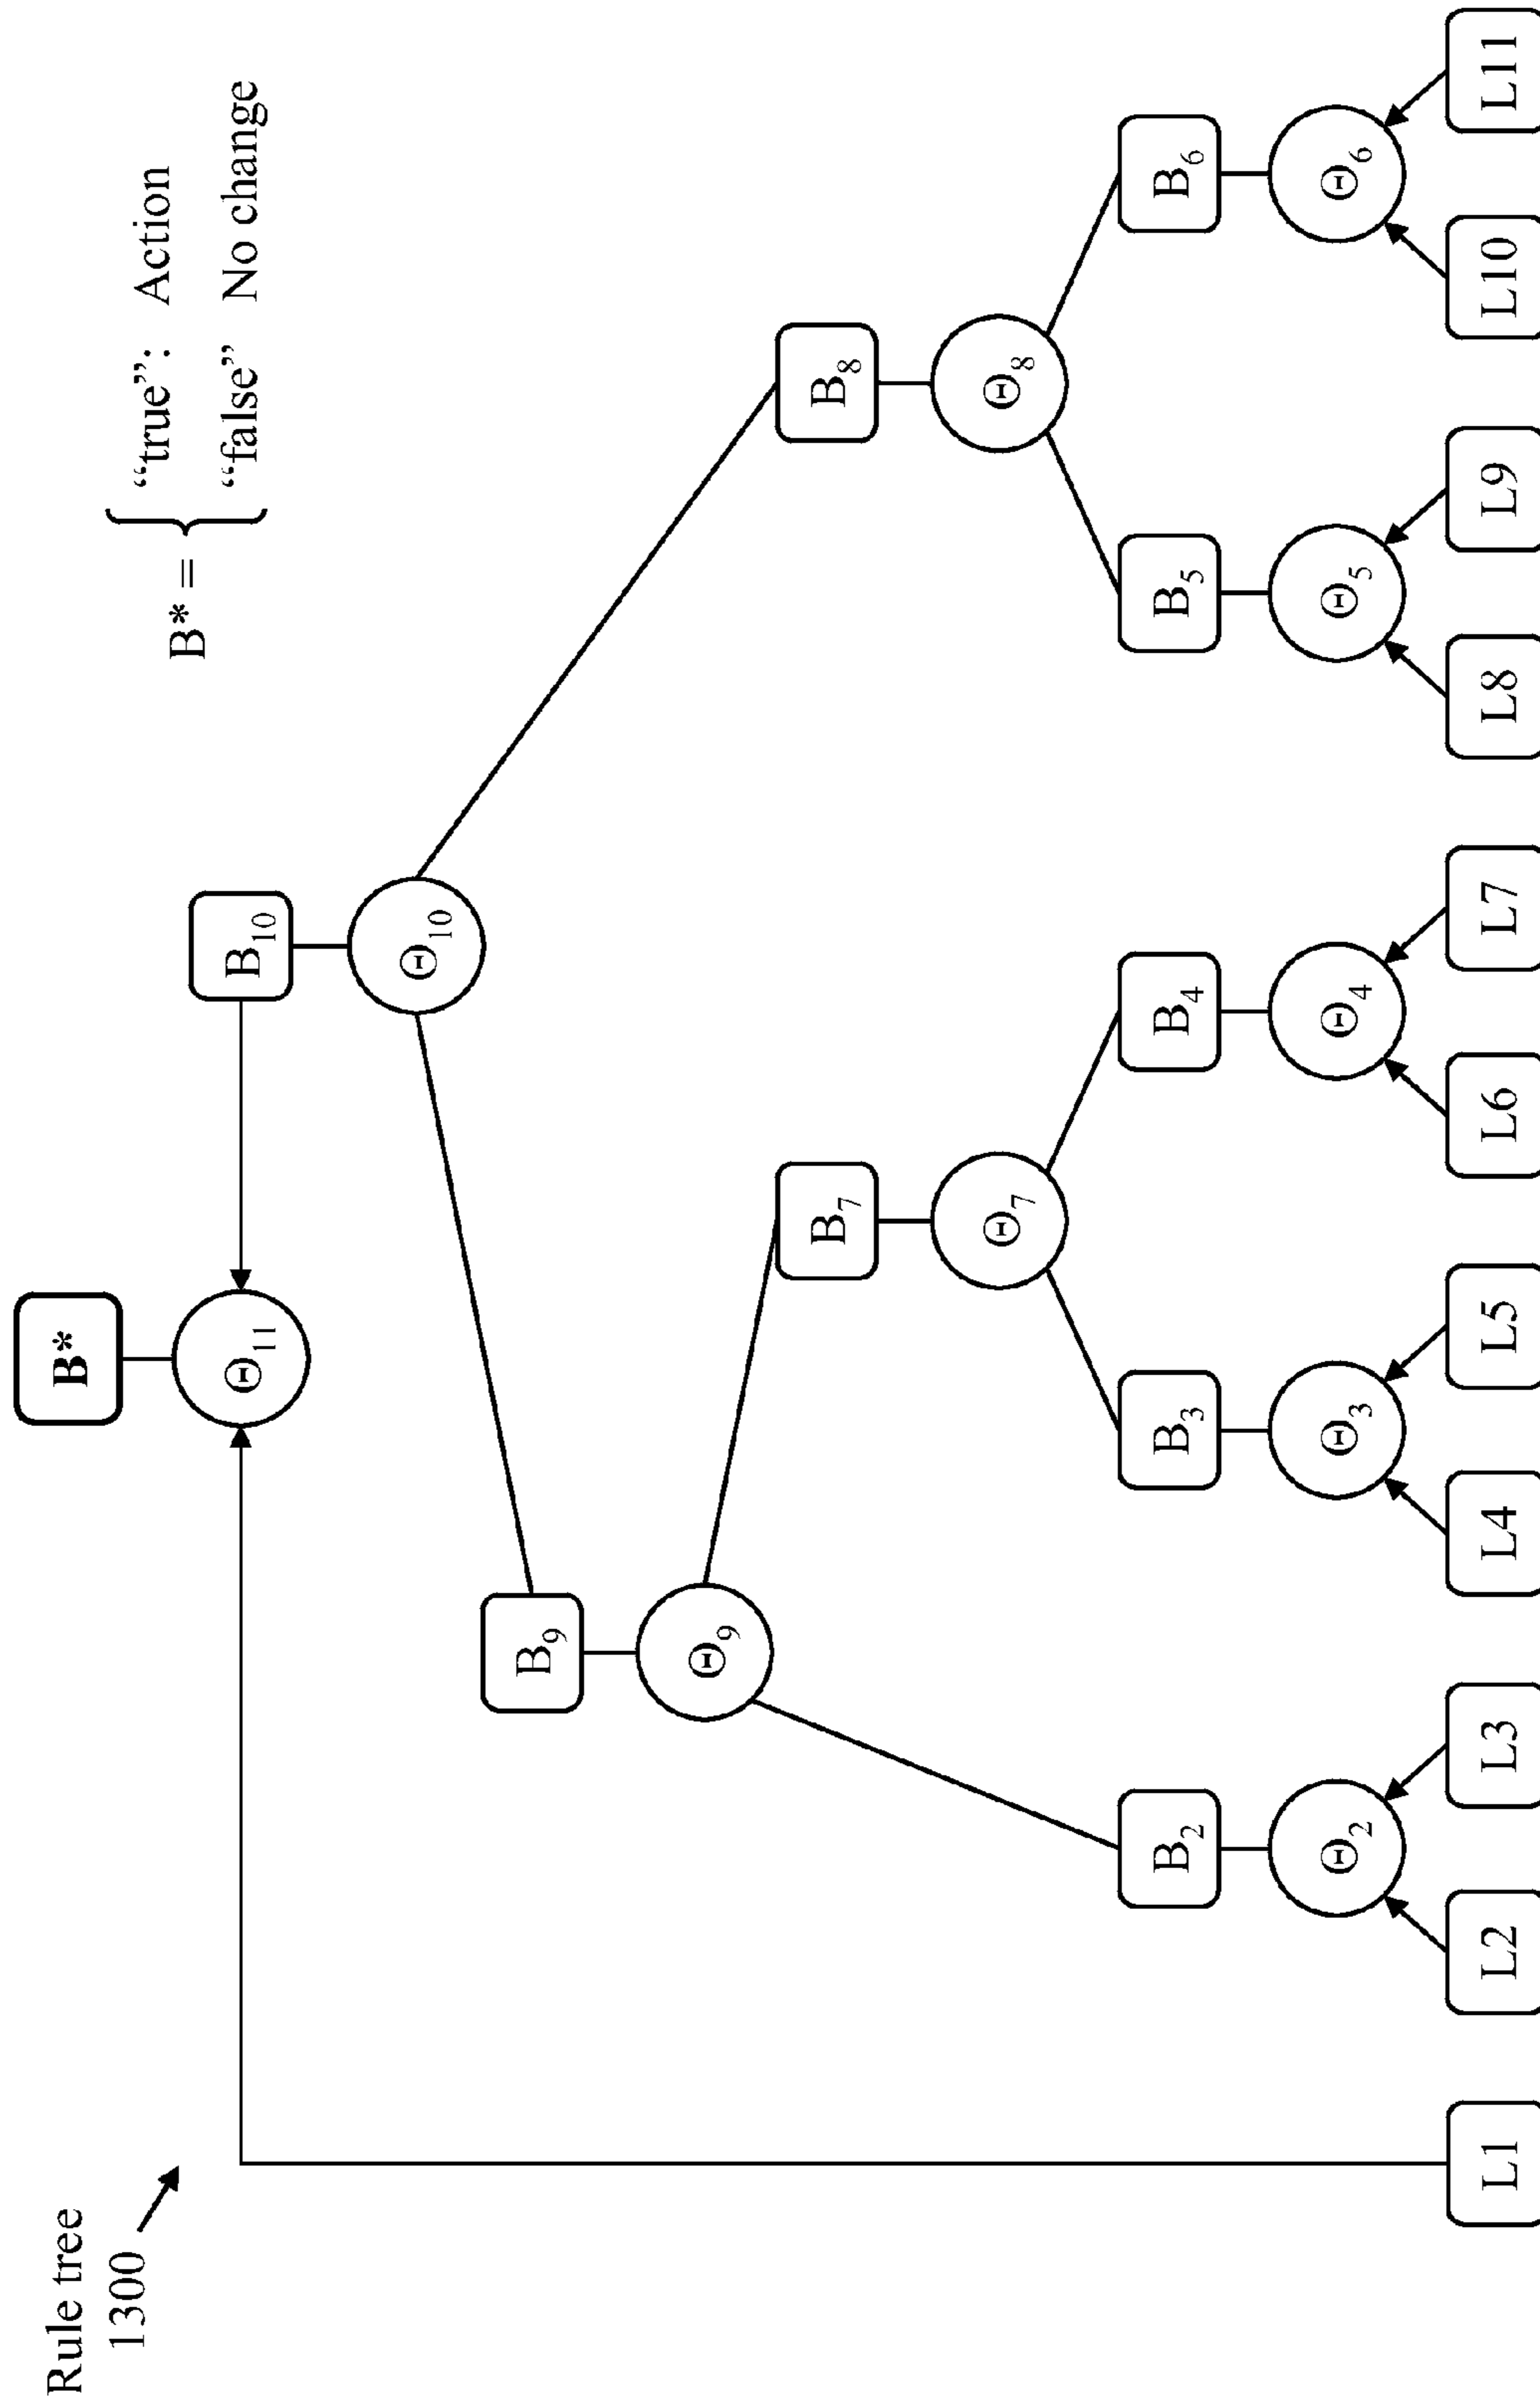 Rule tree
1300
B*
B* =
“true”: Action
“false” No change
Θ11
B10
Θ10
B9
Θ9
B7
B8
Θ7
Θ8
B2
B3
B4
B5
B6
Θ2
Θ3
Θ4
Θ5
Θ6
L1
L2
L3
L4
L5
L6
L7
L8
L9
L10
L11